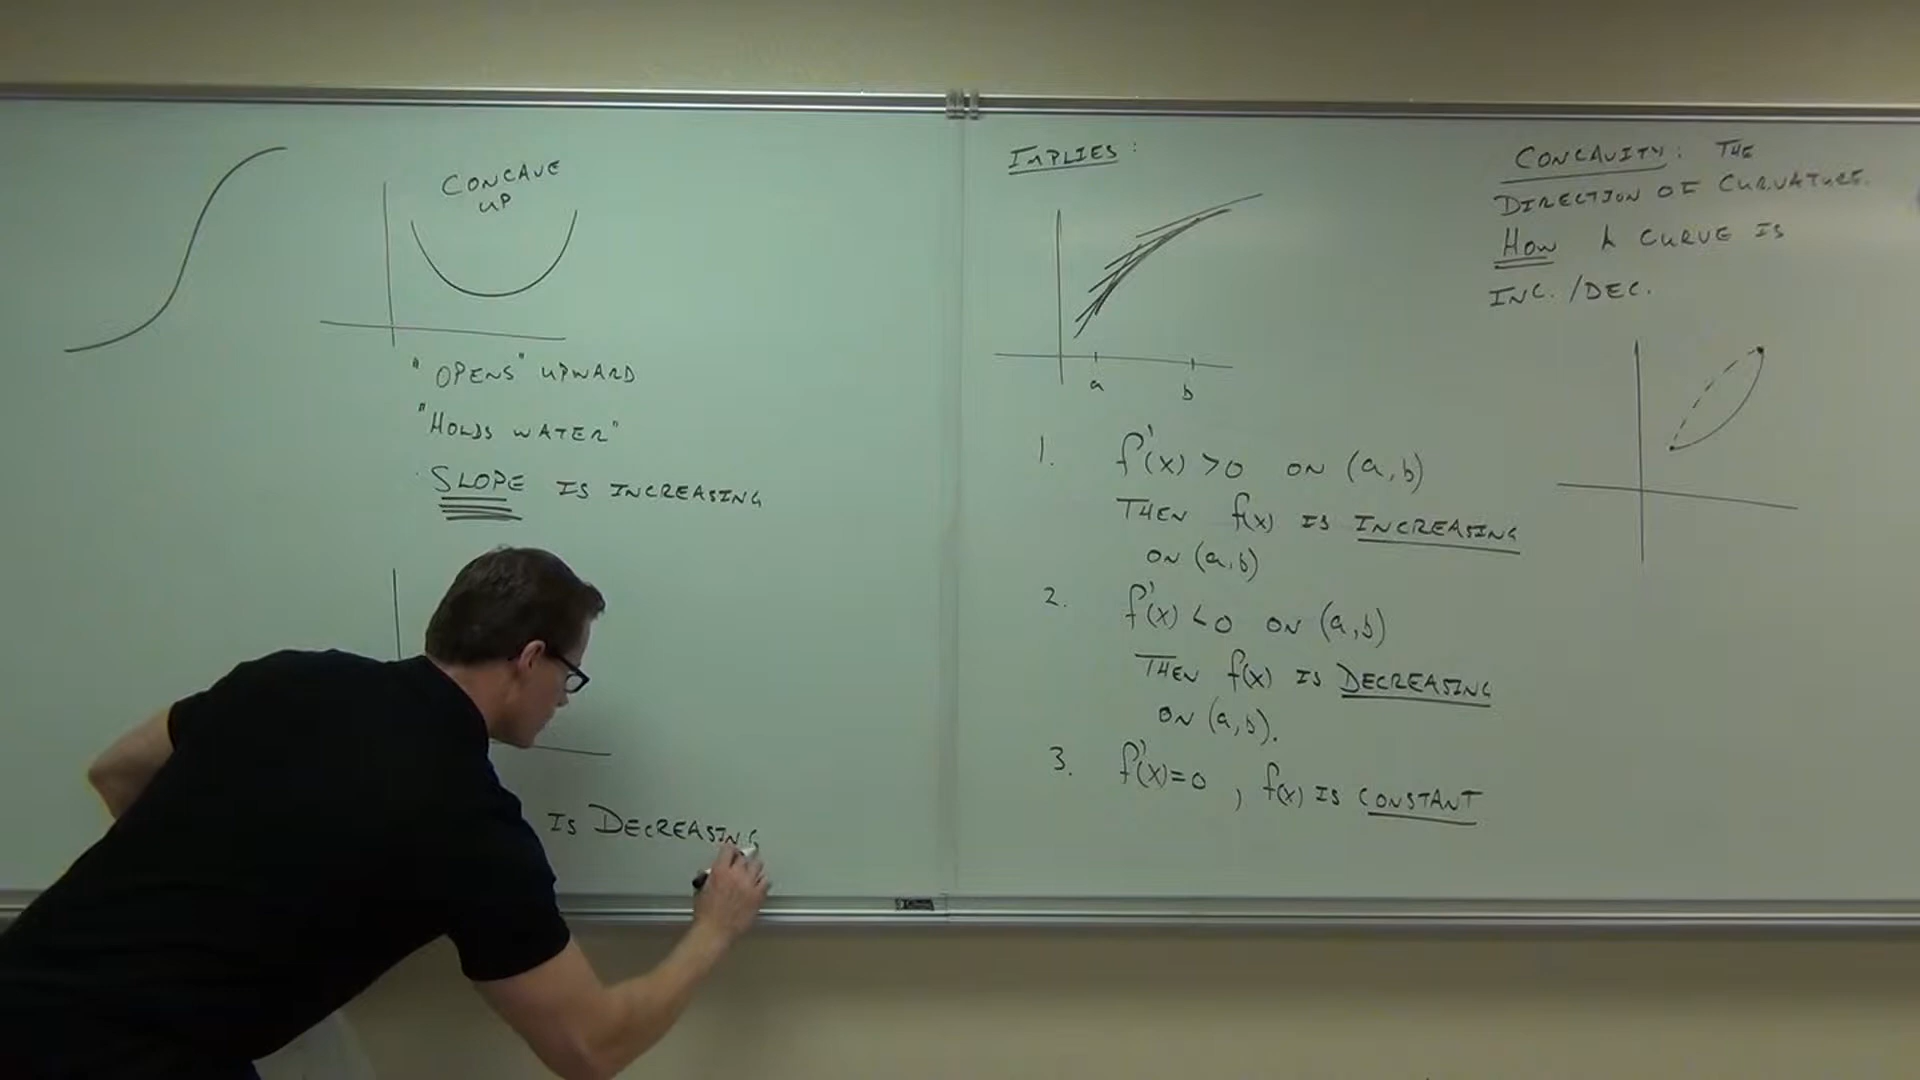 CONCAVE
UP
"OPENS" UPWARD
"HOLDS WATER"
SLOPE IS INCREASING
IS DECREASING
IMPLIES:
a
b
1. f'(x) >0 ON (a,b)
THEN f(x) IS INCREASING
ON (a,b)
2. f'(x) <0 ON (a,b)
THEN f(x) IS DECREASING
ON (a,b).
3. f'(x)=0, f(x) IS CONSTANT
CONCAVITY: THE
DIRECTION OF CURVATURE.
HOW A CURVE IS
INC./DEC.